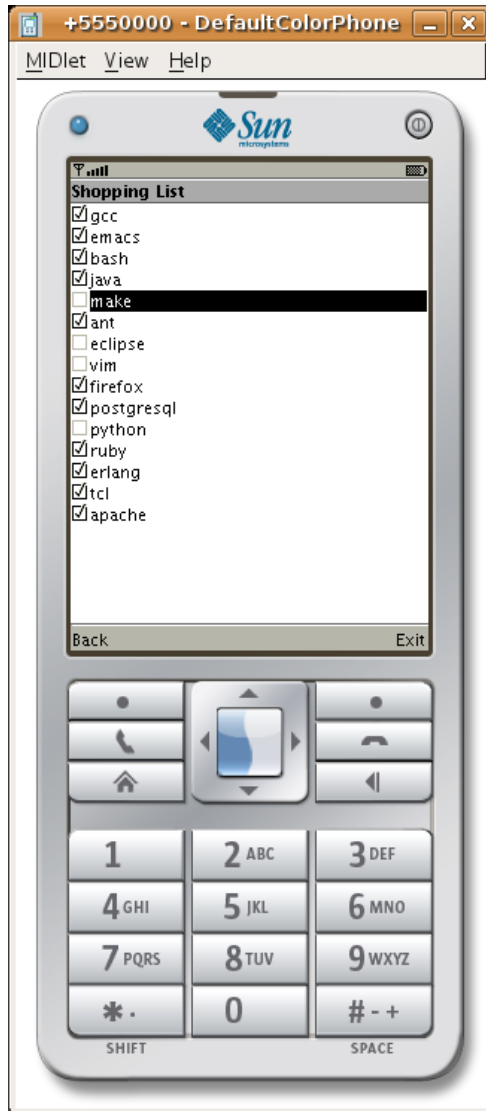 +5550000 - DefaultColorPhone
MIDlet View Help
Sun
microsystems
Shopping List
gcc
emacs
bash
java
make
ant
eclipse
vim
firefox
postgresql
python
ruby
erlang
tcl
apache
Back Exit
1 2 ABC 3 DEF
4 GHI 5 JKL 6 MNO
7 PQRS 8 TUV 9 WXYZ
* . 0 # - +
SHIFT SPACE